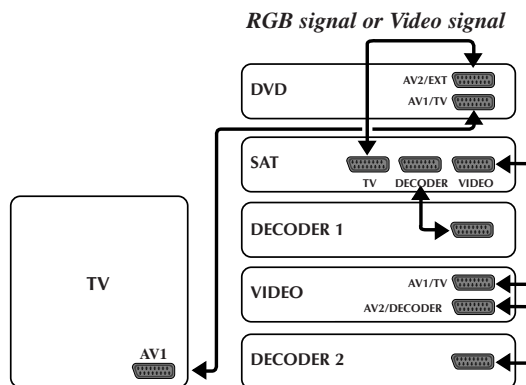 RGB signal or Video signal
DVD
AV2/EXT
AV1/TV
SAT
TV DECODER VIDEO
DECODER 1
TV
AV1
VIDEO
AV1/TV
AV2/DECODER
DECODER 2